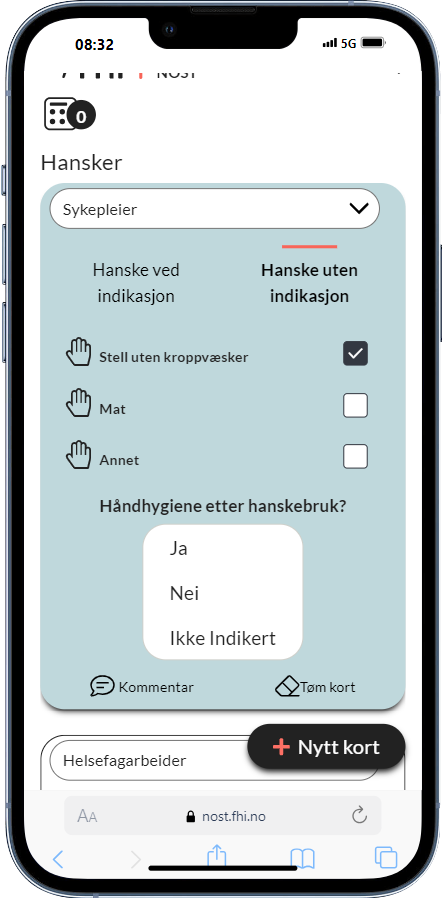 08:32
5G
NOST
0
Hansker
Sykepleier
Hanske ved
indikasjon
Hanske uten
indikasjon
Stell uten kroppvæsker
Mat
Annet
Håndhygiene etter hanskebruk?
Ja
Nei
Ikke Indikert
Kommentar
Tøm kort
Nytt kort
Helsefagarbeider
AA
nost.fhi.no